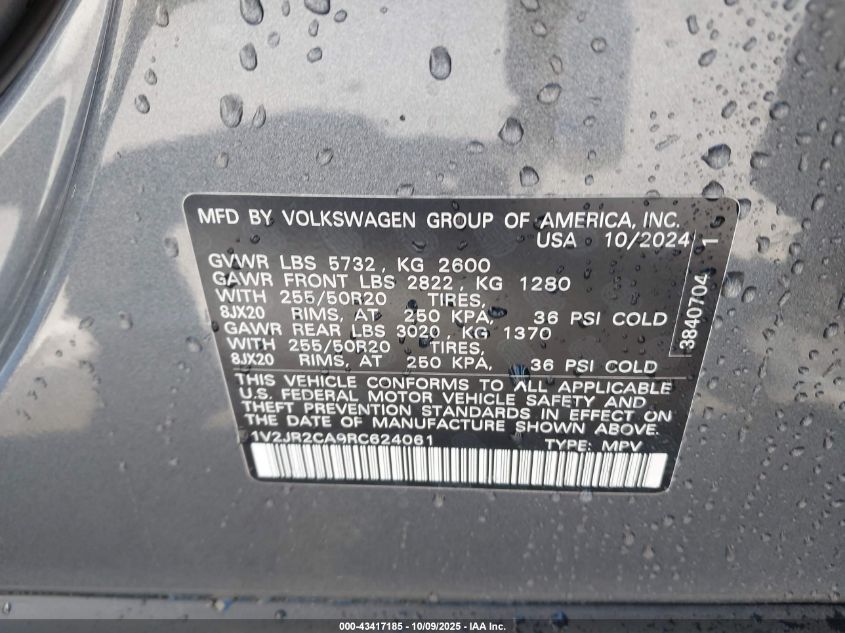 MFD BY VOLKSWAGEN GROUP OF AMERICA, INC.
USA 10/2024
GVWR LBS 5732, KG 2600
GAWR FRONT LBS 2822, KG 1280
WITH 255/50R20 TIRES,
8JX20 RIMS, AT 250 KPA, 36 PSI COLD
GAWR REAR LBS 3020, KG 1370
WITH 255/50R20 TIRES,
8JX20 RIMS, AT 250 KPA, 36 PSI COLD
3840704 1
THIS VEHICLE CONFORMS TO ALL APPLICABLE
U.S. FEDERAL MOTOR VEHICLE SAFETY AND
THEFT PREVENTION STANDARDS IN EFFECT ON
THE DATE OF MANUFACTURE SHOWN ABOVE.
1V2JR2CA9RC624061 TYPE: MPV
000-43417185 - 10/09/2025 - IAA Inc.